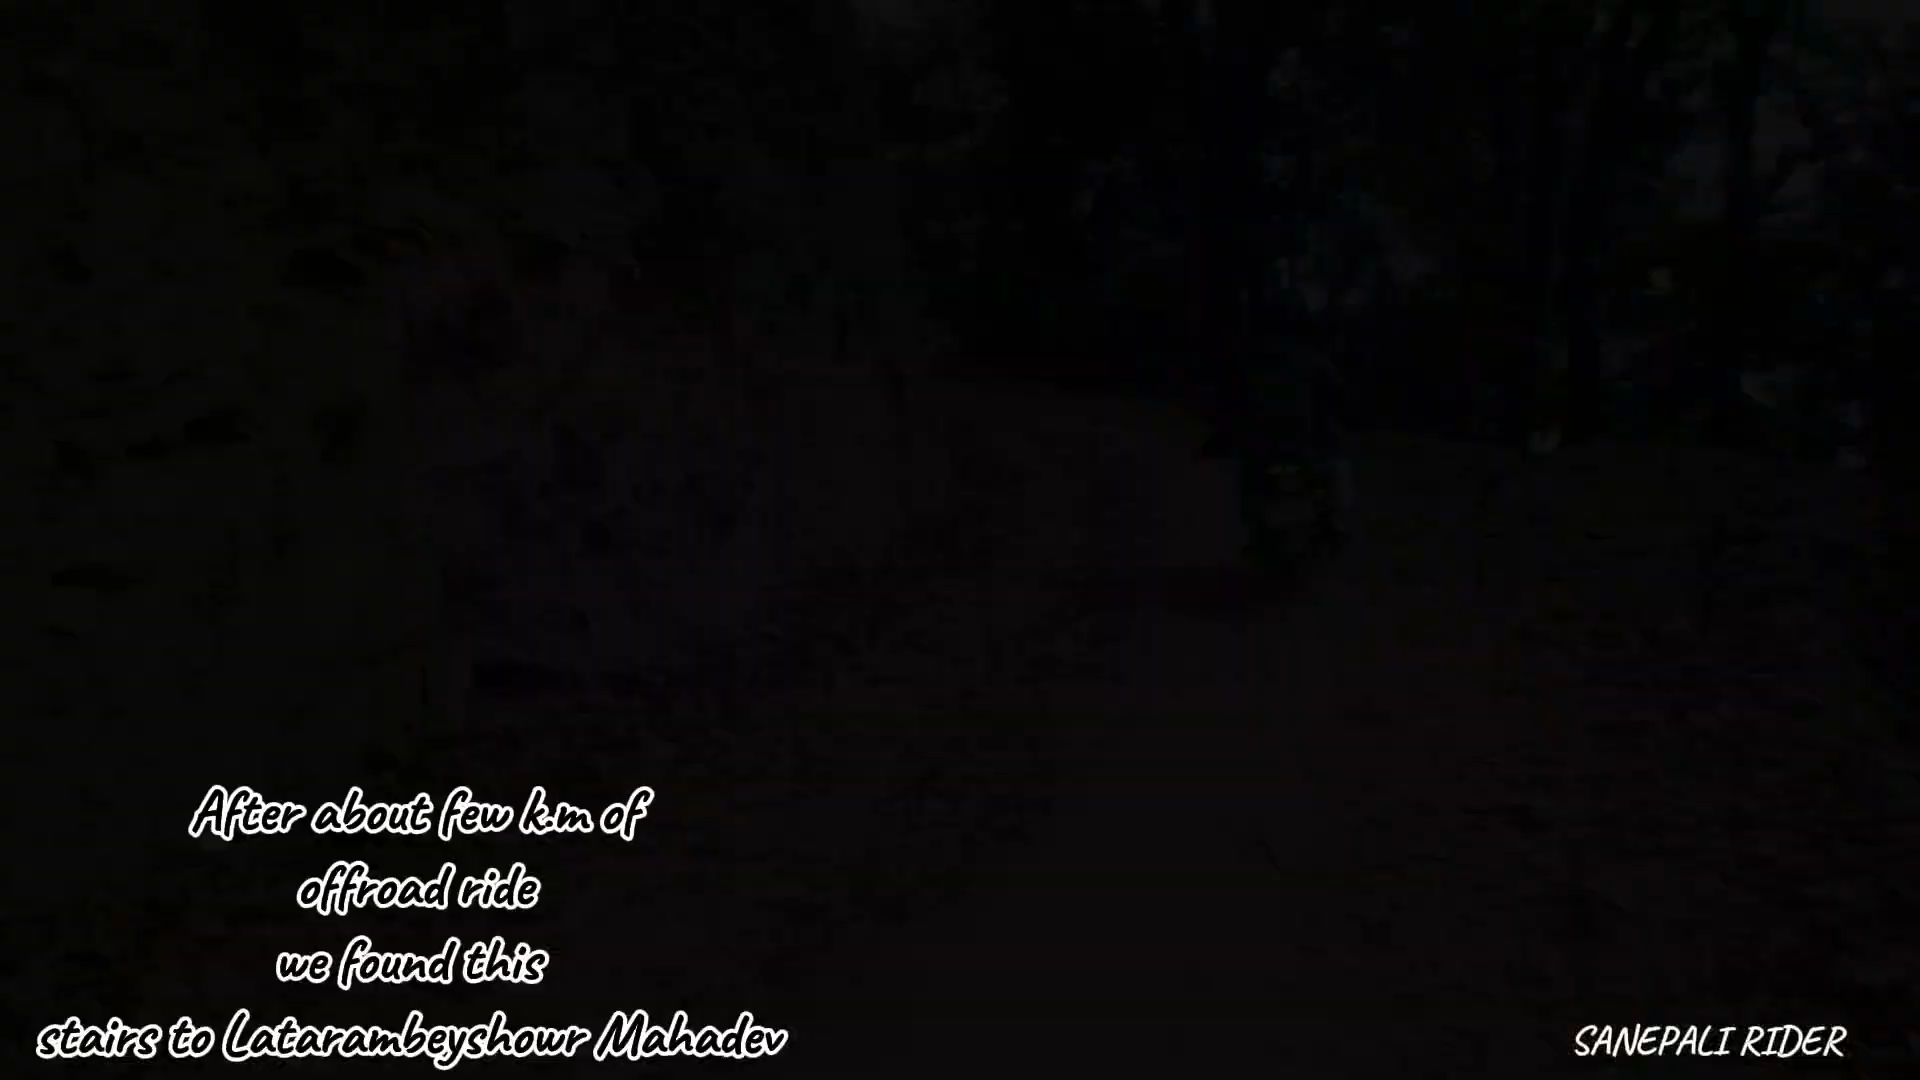 After about few k.m of
offroad ride
we found this
stairs to Latarambeyshowr Mahadev
SANEPALI RIDER